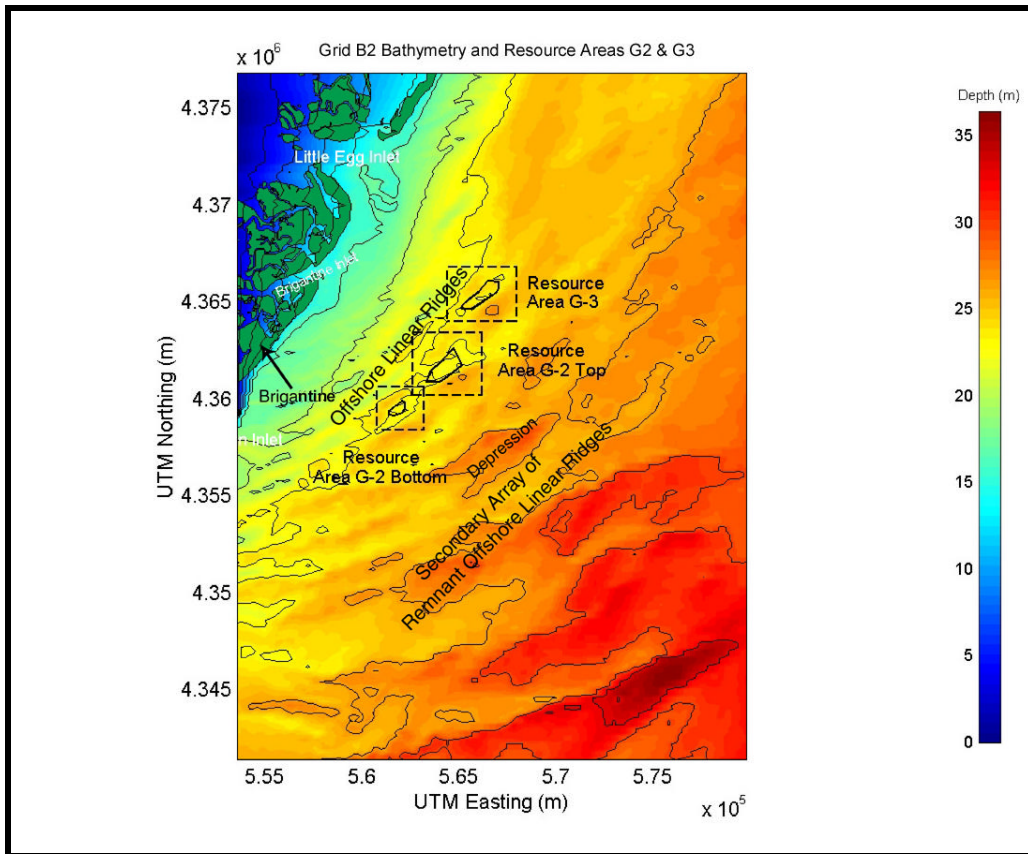 Grid B2 Bathymetry and Resource Areas G2 & G3
x 10^6
Depth (m)
4.375
4.37
4.365
4.36
4.355
4.35
4.345
UTM Northing (m)
Little Egg Inlet
Brigantine Inlet
Brigantine
n Inlet
Offshore Linear Ridges
Resource
Area G-3
Resource
Area G-2 Top
Resource
Area G-2 Bottom
Depression
Secondary Array of
Remnant Offshore Linear Ridges
5.55
5.6
5.65
5.7
5.75
UTM Easting (m)
x 10^5
35
30
25
20
15
10
5
0